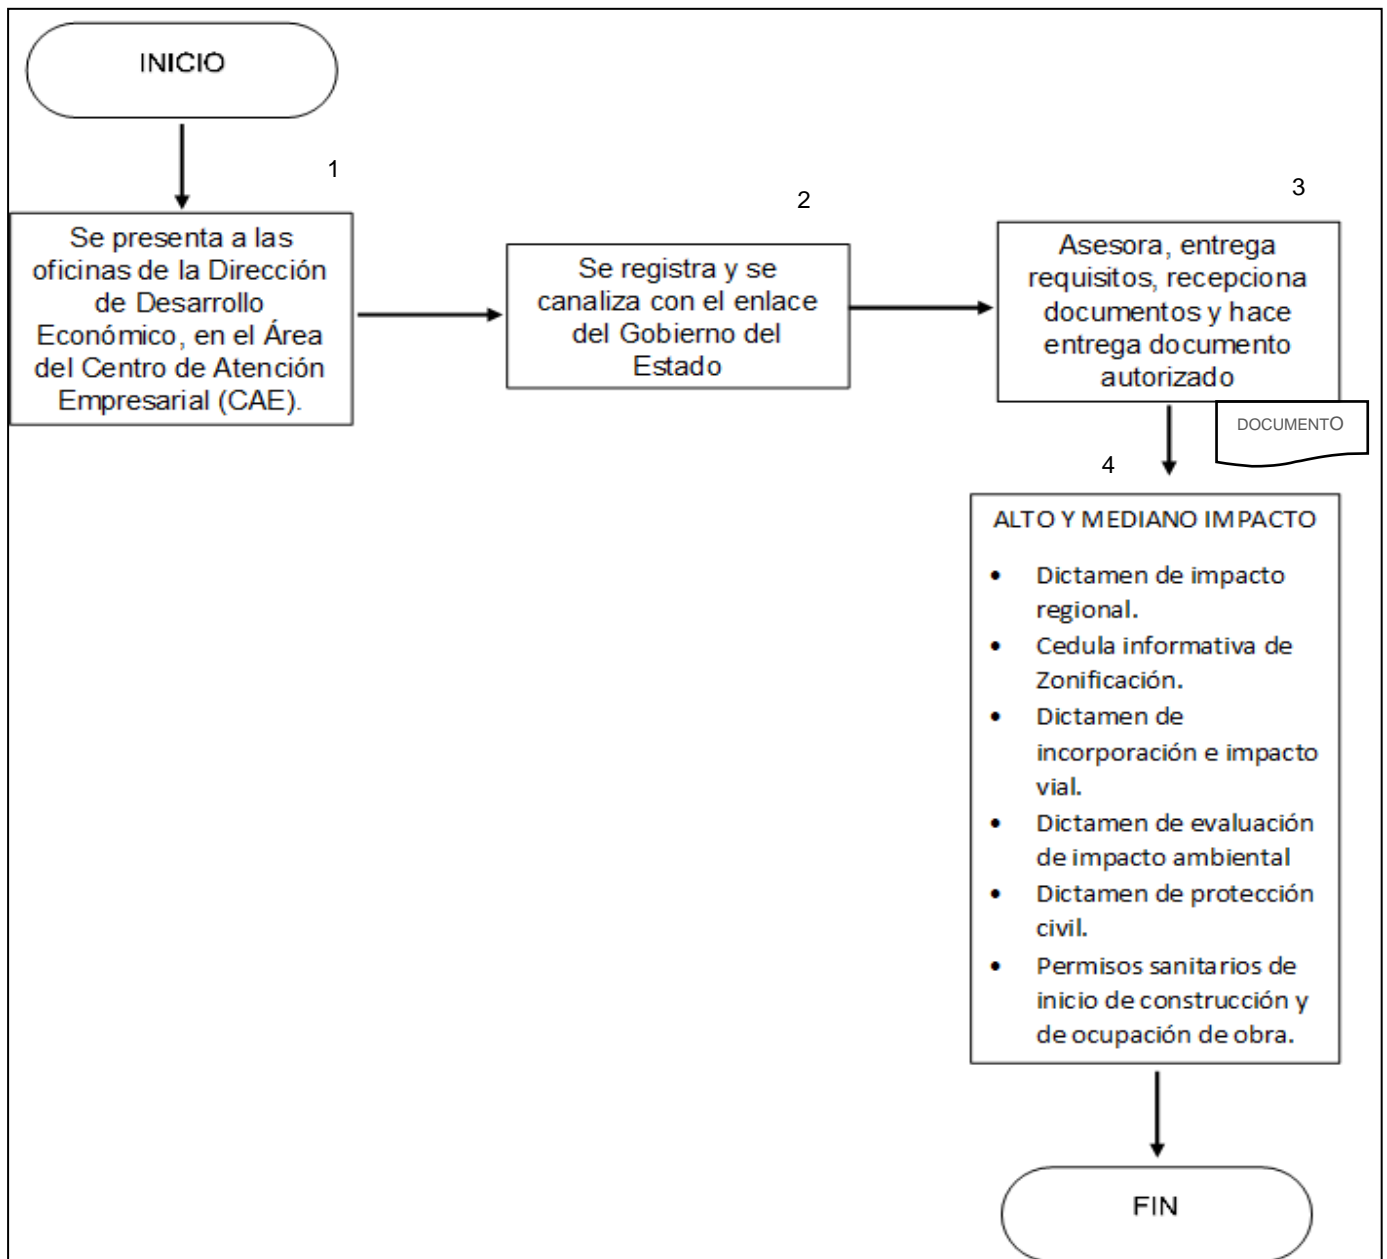 INICIO
1
Se presenta a las
oficinas de la Dirección
de Desarrollo
Económico, en el Área
del Centro de Atención
Empresarial (CAE).
2
Se registra y se
canaliza con el enlace
del Gobierno del
Estado
3
Asesora, entrega
requisitos, recepciona
documentos y hace
entrega documento
autorizado
DOCUMENTO
4
ALTO Y MEDIANO IMPACTO
• Dictamen de impacto
regional.
• Cedula informativa de
Zonificación.
• Dictamen de
incorporación e impacto
vial.
• Dictamen de evaluación
de impacto ambiental
• Dictamen de protección
civil.
• Permisos sanitarios de
inicio de construcción y
de ocupación de obra.
FIN